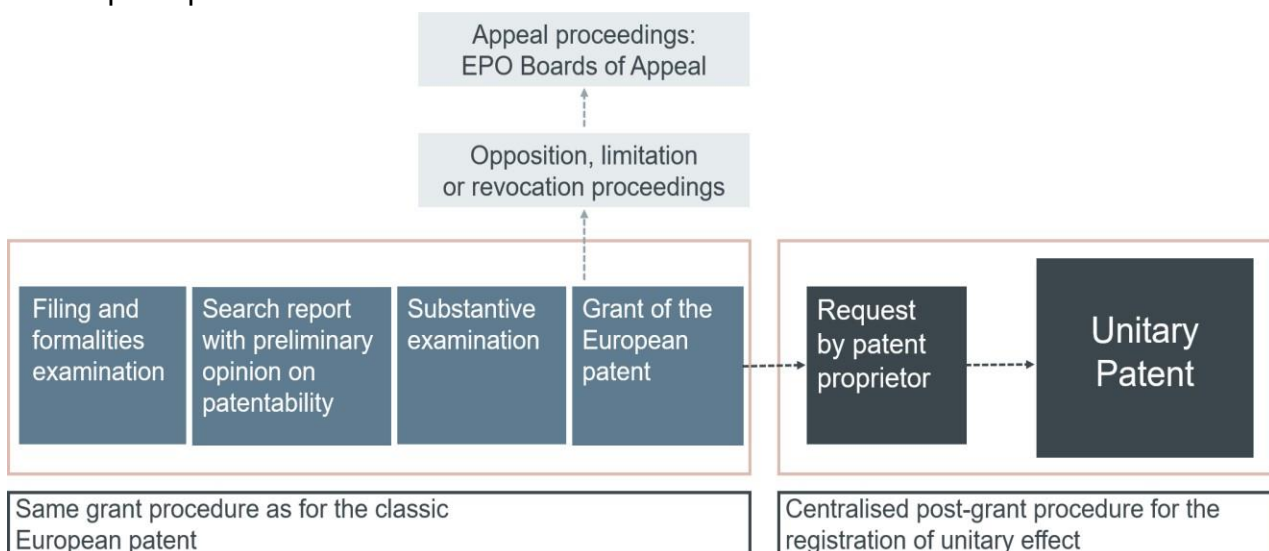 Appeal proceedings:
EPO Boards of Appeal
Opposition, limitation
or revocation proceedings
Filing and
formalities
examination
Search report
with preliminary
opinion on
patentability
Substantive
examination
Grant of the
European
patent
Request
by patent
proprietor
Unitary
Patent
Same grant procedure as for the classic
European patent
Centralised post-grant procedure for the
registration of unitary effect